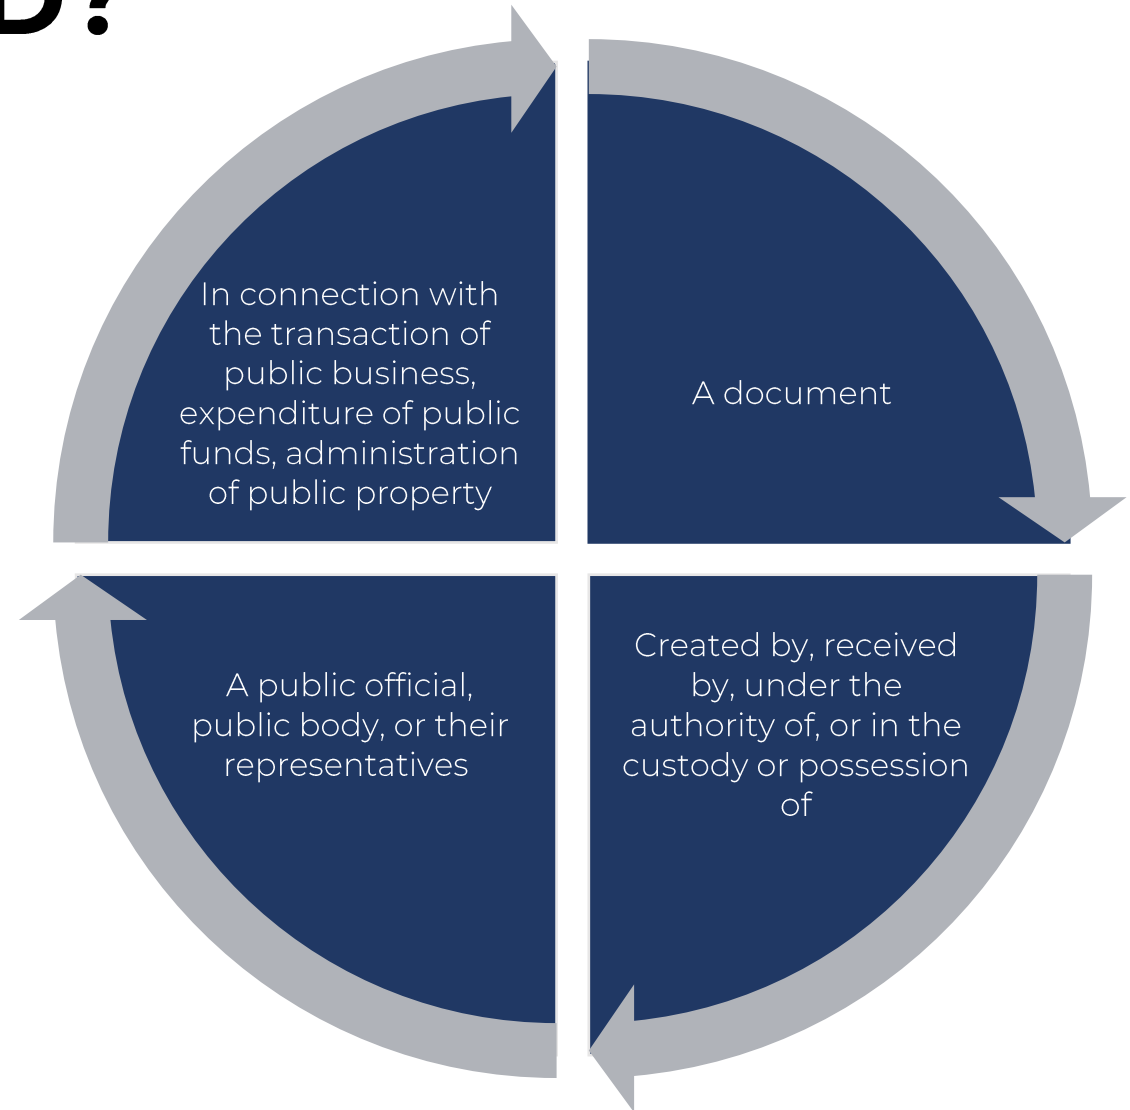 D?
In connection with
the transaction of
public business,
expenditure of public
funds, administration
of public property
A document
A public official,
public body, or their
representatives
Created by, received
by, under the
authority of, or in the
custody or possession
of